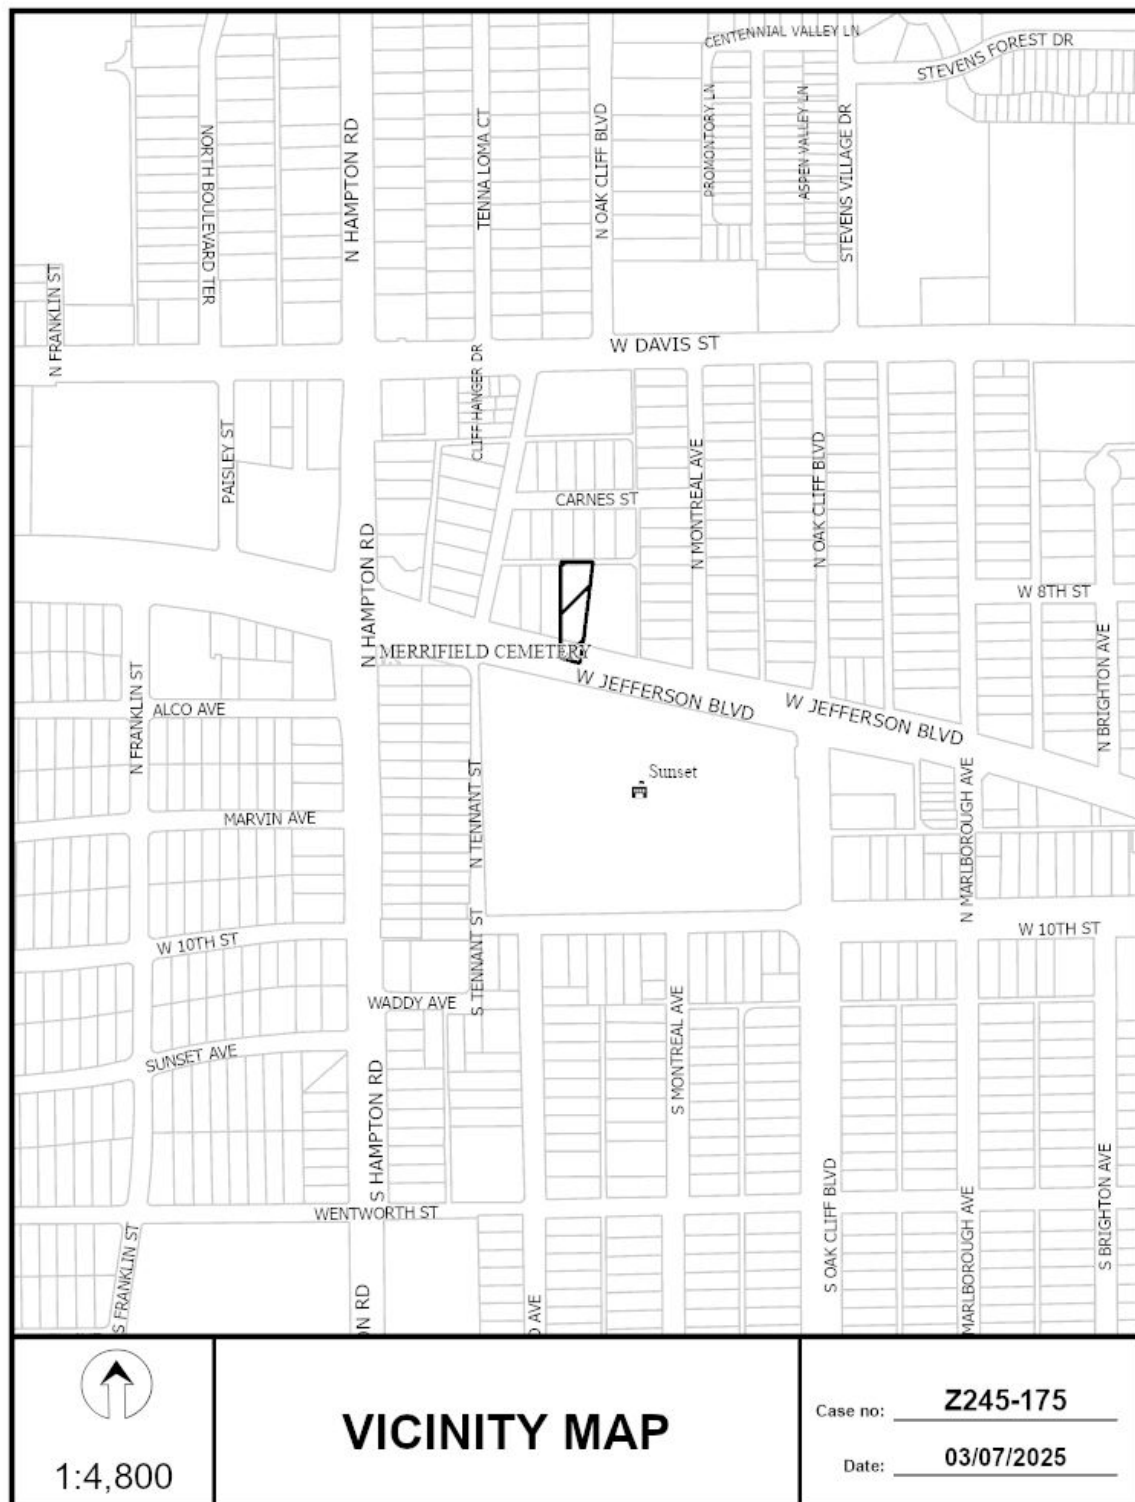 CENTENNIAL VALLEY LN
STEVENS FOREST DR
NORTH BOULEVARD TER
N HAMPTON RD
TENNA LOMA CT
N OAK CLIFF BLVD
PROMONTORY LN
ASPEN VALLEY LN
STEVENS VILLAGE DR
N FRANKLIN ST
W DAVIS ST
CLIFF HANGER DR
PAISLEY ST
CARNES ST
N MONTREAL AVE
N OAK CLIFF BLVD
N HAMPTON RD
W 8TH ST
MERRIFIELD CEMETERY
W JEFFERSON BLVD
W JEFFERSON BLVD
N BRIGHTON AVE
N FRANKLIN ST
ALCO AVE
Sunset
N TENNANT ST
N MARLBOROUGH AVE
MARVIN AVE
W 10TH ST
W 10TH ST
S TENNANT ST
WADDY AVE
S MONTREAL AVE
SUNSET AVE
S HAMPTON RD
WENTWORTH ST
S OAK CLIFF BLVD
MARLBOROUGH AVE
S BRIGHTON AVE
S FRANKLIN ST
ON RD
AVE
1:4,800
VICINITY MAP
Case no: Z245-175
Date: 03/07/2025